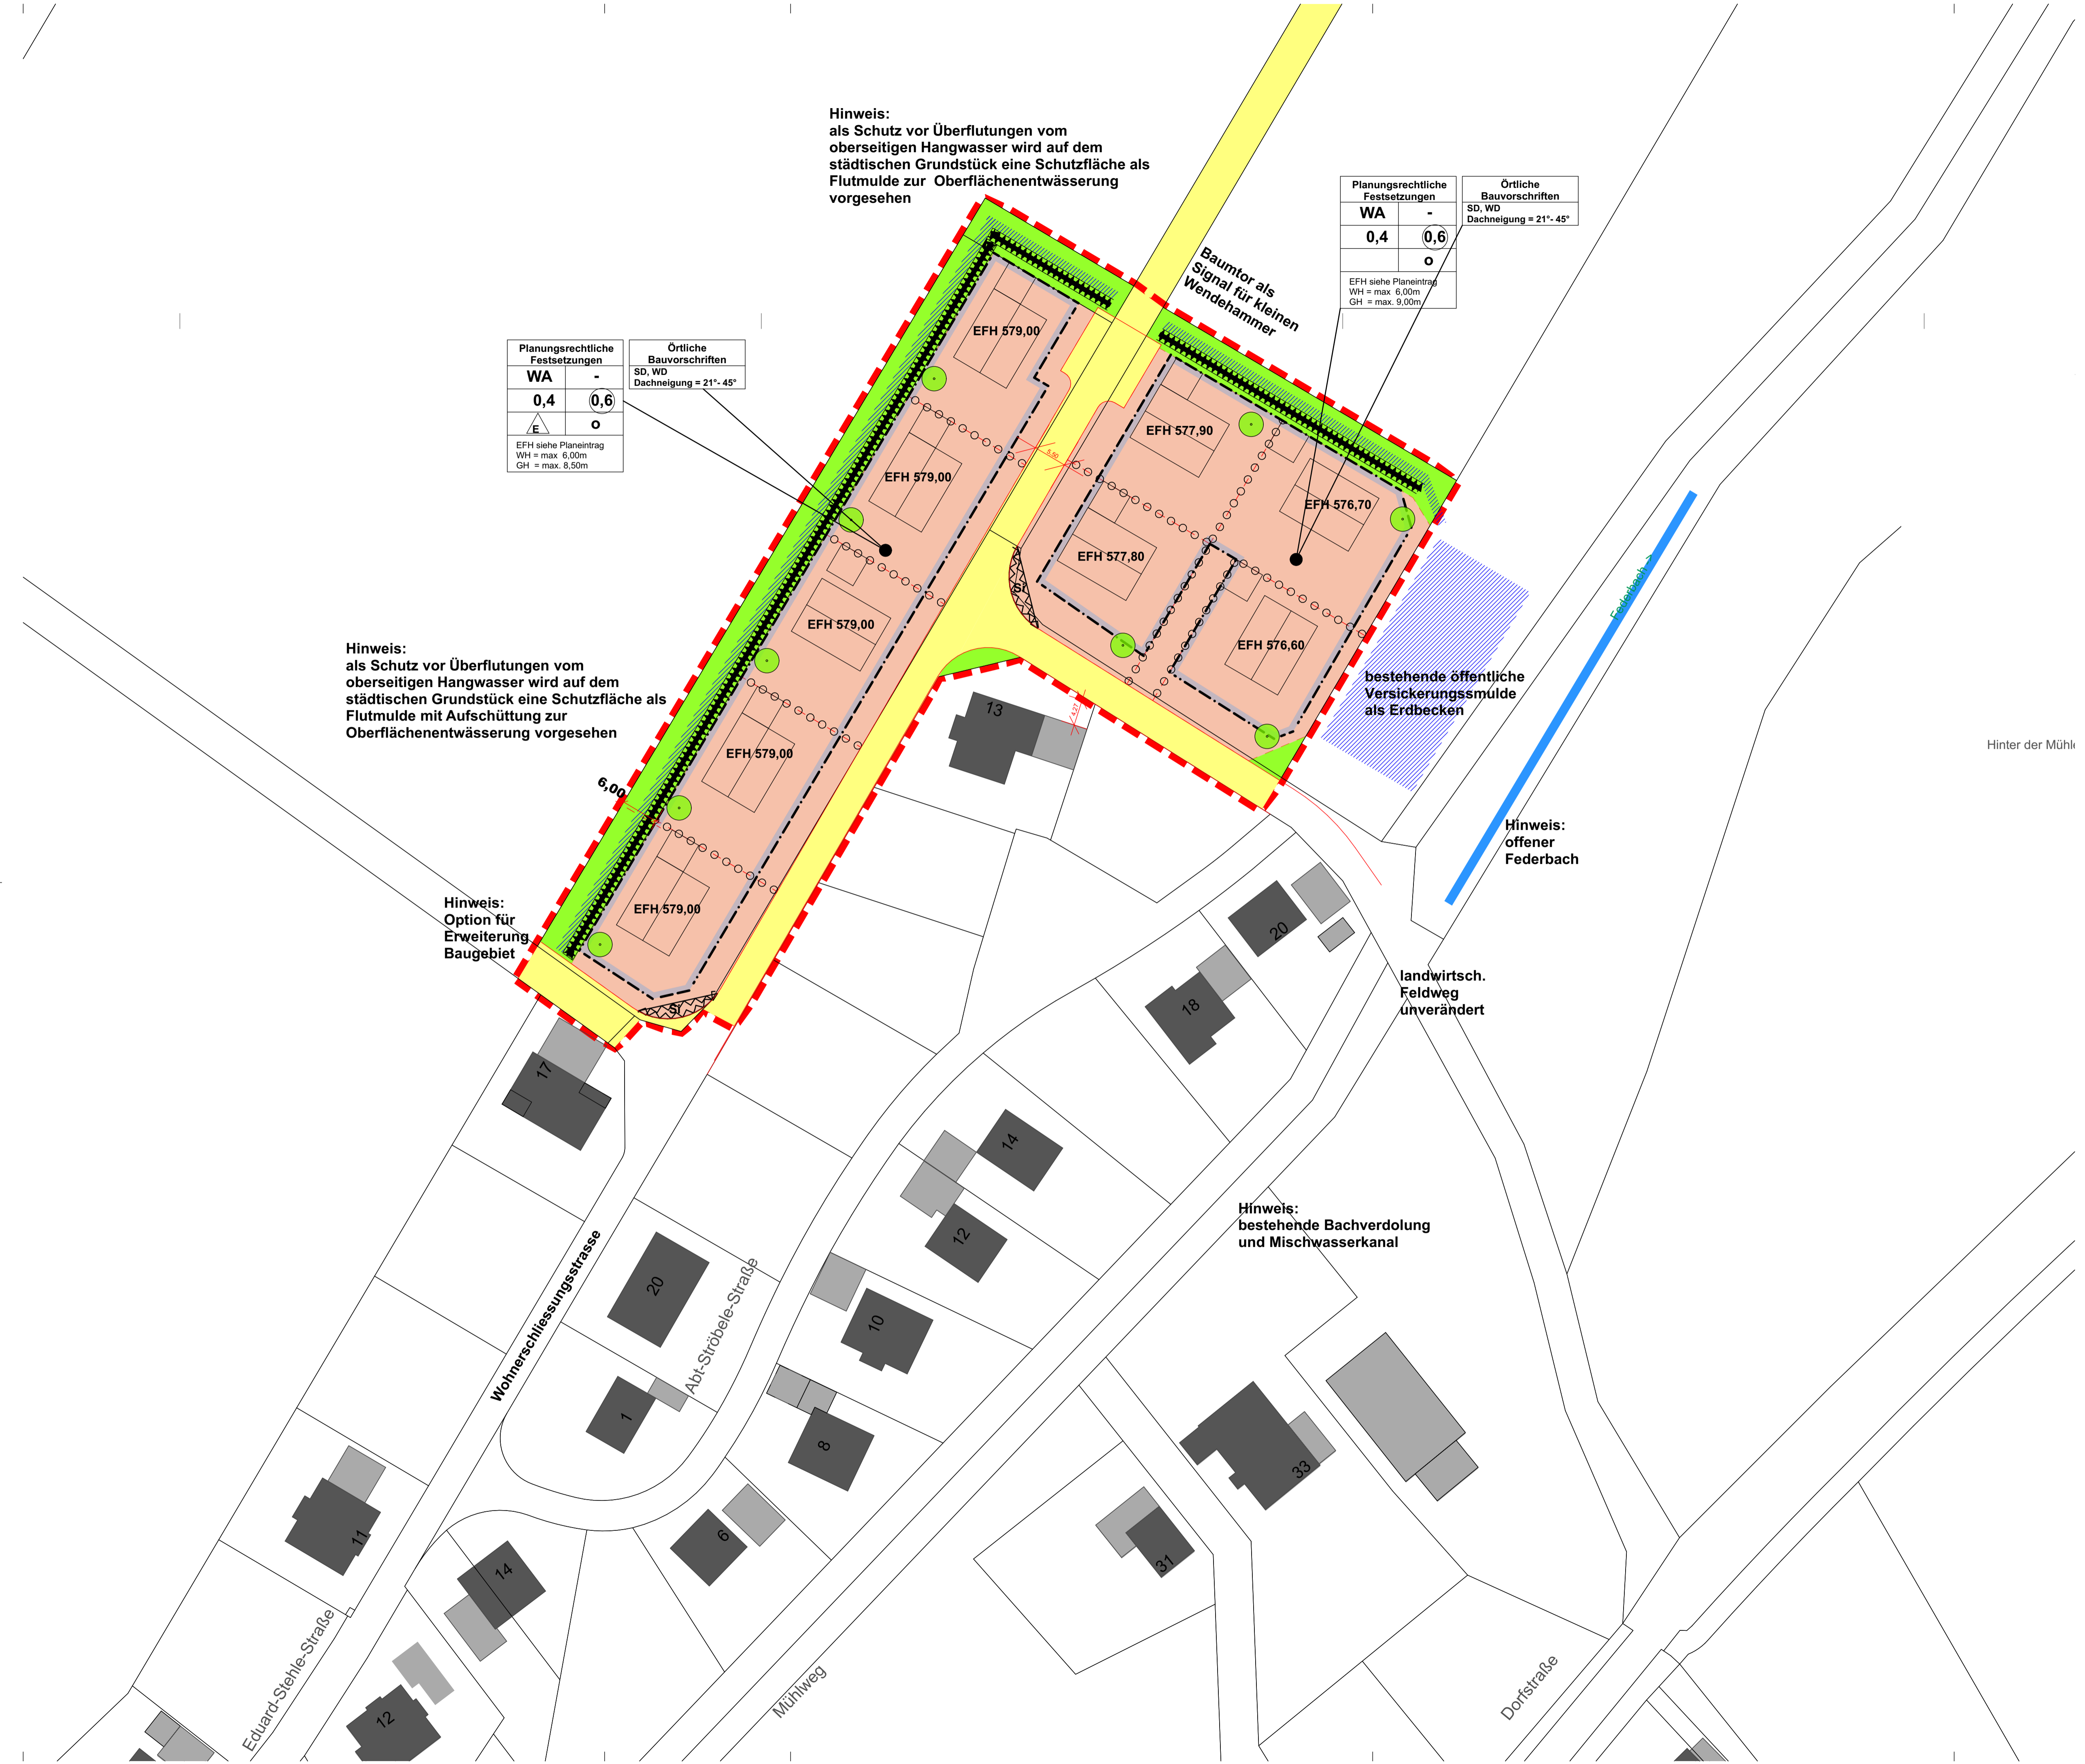 Hinweis:
als Schutz vor Überflutungen vom
oberseitigen Hangwasser wird auf dem
städtischen Grundstück eine Schutzfläche als
Flutmulde zur Oberflächenentwässerung
vorgesehen
Planungsrechtliche
Festsetzungen
WA -
0,4 0,6
o
EFH siehe Planeintrag
WH = max 6,00m
GH = max. 9,00m
Örtliche
Bauvorschriften
SD, WD
Dachneigung = 21°- 45°
Baumtor als
Signal für kleinen
Wendehammer
Planungsrechtliche
Festsetzungen
WA -
0,4 0,6
E o
EFH siehe Planeintrag
WH = max 6,00m
GH = max. 8,50m
Örtliche
Bauvorschriften
SD, WD
Dachneigung = 21°- 45°
EFH 579,00
EFH 577,90
5,50
EFH 579,00
EFH 576,70
EFH 577,80
Si
Federbach ->
EFH 579,00
EFH 576,60
Hinweis:
als Schutz vor Überflutungen vom
oberseitigen Hangwasser wird auf dem
städtischen Grundstück eine Schutzfläche als
Flutmulde mit Aufschüttung zur
Oberflächenentwässerung vorgesehen
bestehende öffentliche
Versickerungssmulde
als Erdbecken
13
4,27
Hinter der Mühle
EFH 579,00
6,00
Hinweis:
offener
Federbach
EFH 579,00
Hinweis:
Option für
Erweiterung
Baugebiet
20
landwirtsch.
Feldweg
unverändert
Si
18
17
14
Hinweis:
bestehende Bachverdolung
und Mischwasserkanal
12
Wohnerschliessungsstrasse
20
Abt-Ströbele-Straße
10
1
8
33
11
6
31
14
Eduard-Stehle-Straße
Mühlweg
Dorfstraße
12